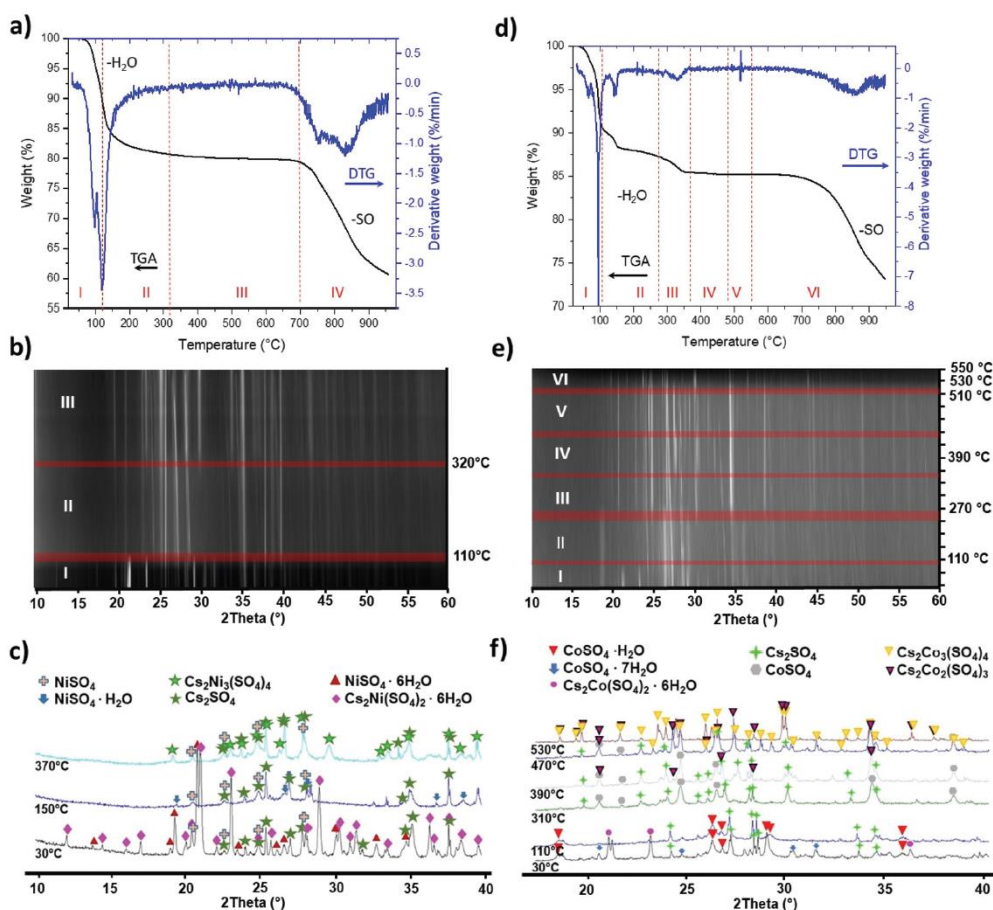 a)
100
95
90
85
80
75
70
65
60
55
Weight (%)
-H₂O
TGA
DTG
-SO
I
II
III
IV
0.5
0.0
-0.5
-1.0
-1.5
-2.0
-2.5
-3.0
-3.5
Derivative weight (%/min)
100 200 300 400 500 600 700 800 900
Temperature (°C)
d)
100
95
90
85
80
75
70
Weight (%)
-H₂O
TGA
DTG
-SO
I
II
III
IV
V
VI
0
-1
-2
-3
-4
-5
-6
-7
-8
Derivative weight (%/min)
0 100 200 300 400 500 600 700 800 900
Temperature (°C)
b)
III
II
I
320°C
110°C
10 15 20 25 30 35 40 45 50 55 60
2Theta (°)
e)
VI
V
IV
III
II
I
550 °C
530 °C
510 °C
390 °C
270 °C
110 °C
10 15 20 25 30 35 40 45 50 55 60
2Theta (°)
c)
NiSO₄
NiSO₄ · H₂O
Cs₂Ni₃(SO₄)₄
Cs₂SO₄
NiSO₄ · 6H₂O
Cs₂Ni(SO₄)₂ · 6H₂O
370°C
150°C
30°C
10 15 20 25 30 35 40
2Theta (°)
f)
CoSO₄ ·H₂O
CoSO₄ · 7H₂O
Cs₂Co(SO₄)₂ · 6H₂O
Cs₂SO₄
CoSO₄
Cs₂Co₃(SO₄)₄
Cs₂Co₂(SO₄)₃
530°C
470°C
390°C
310°C
110°C
30°C
20 25 30 35 40
2Theta (°)